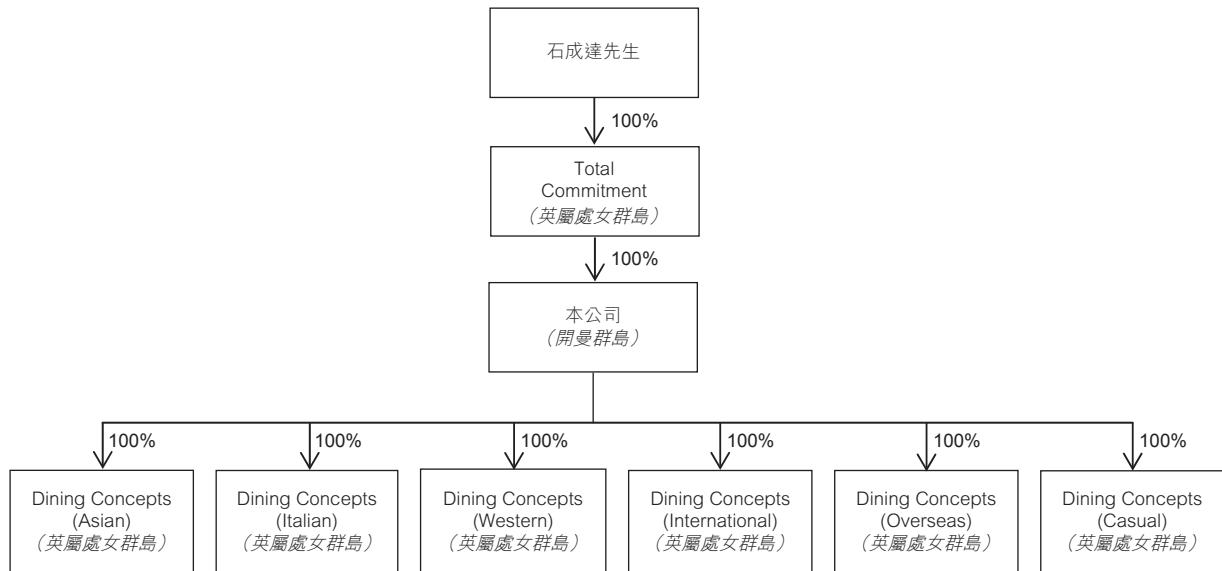 石成達先生
100%
Total
Commitment
（英屬處女群島）
100%
本公司
（開曼群島）
100%
100%
100%
100%
100%
100%
Dining Concepts
(Asian)
（英屬處女群島）
Dining Concepts
(Italian)
（英屬處女群島）
Dining Concepts
(Western)
（英屬處女群島）
Dining Concepts
(International)
（英屬處女群島）
Dining Concepts
(Overseas)
（英屬處女群島）
Dining Concepts
(Casual)
（英屬處女群島）